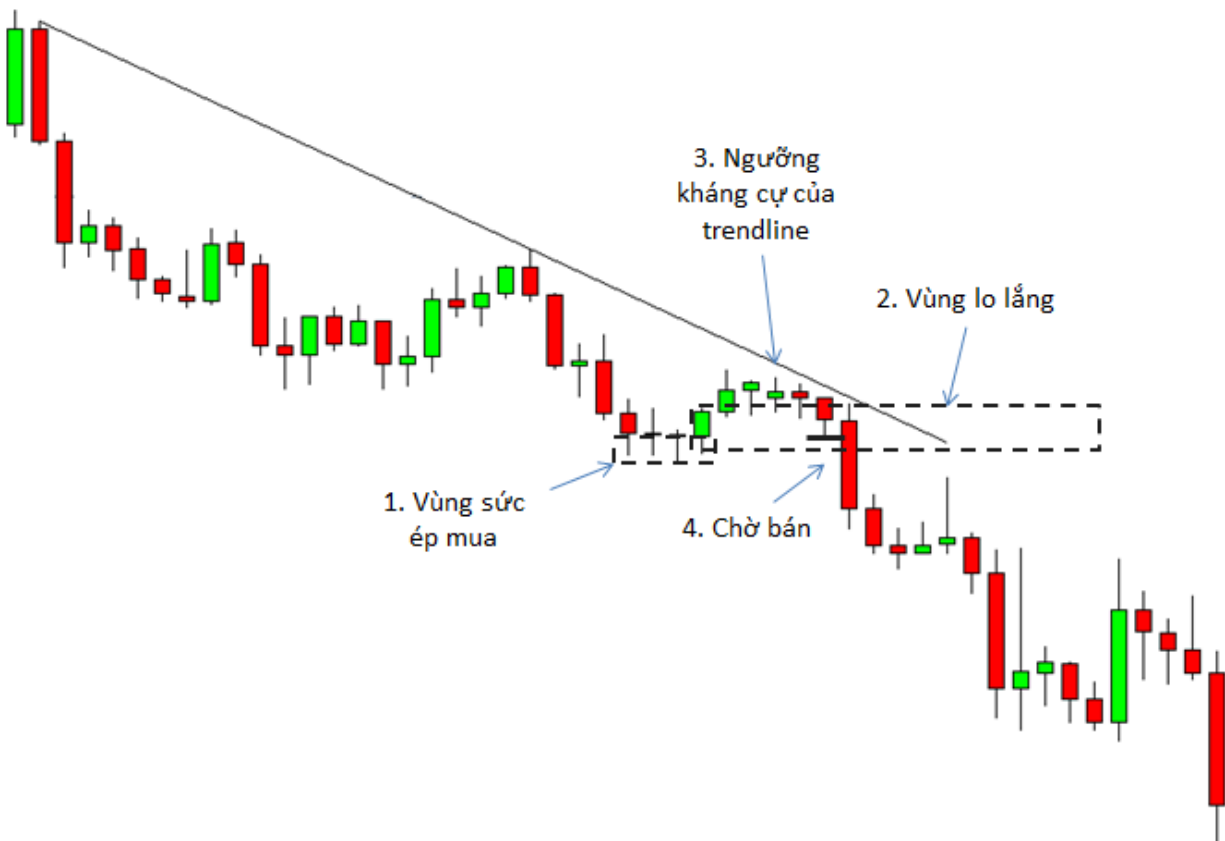 3. Ngưỡng
kháng cự của
trendline
2. Vùng lo lắng
1. Vùng sức
ép mua
4. Chờ bán